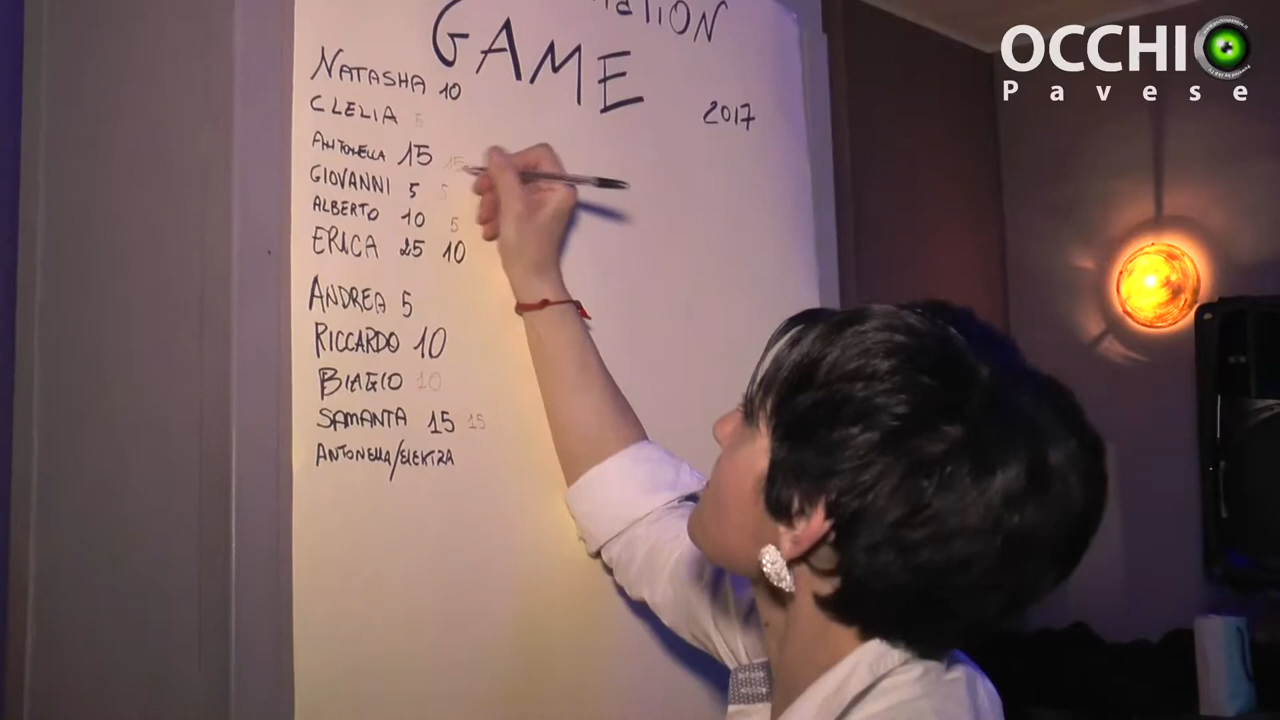 GAME
2017
NATASHA 10
CLELIA 5
ANTONELLA 15 15
GIOVANNI 5 5
ALBERTO 10 5
ERICA 25 10
ANDREA 5
RICCARDO 10
BIAGIO 10
SAMANTA 15 15
ANTONELLA/ELEKTRA
OCCHIO
Pavese